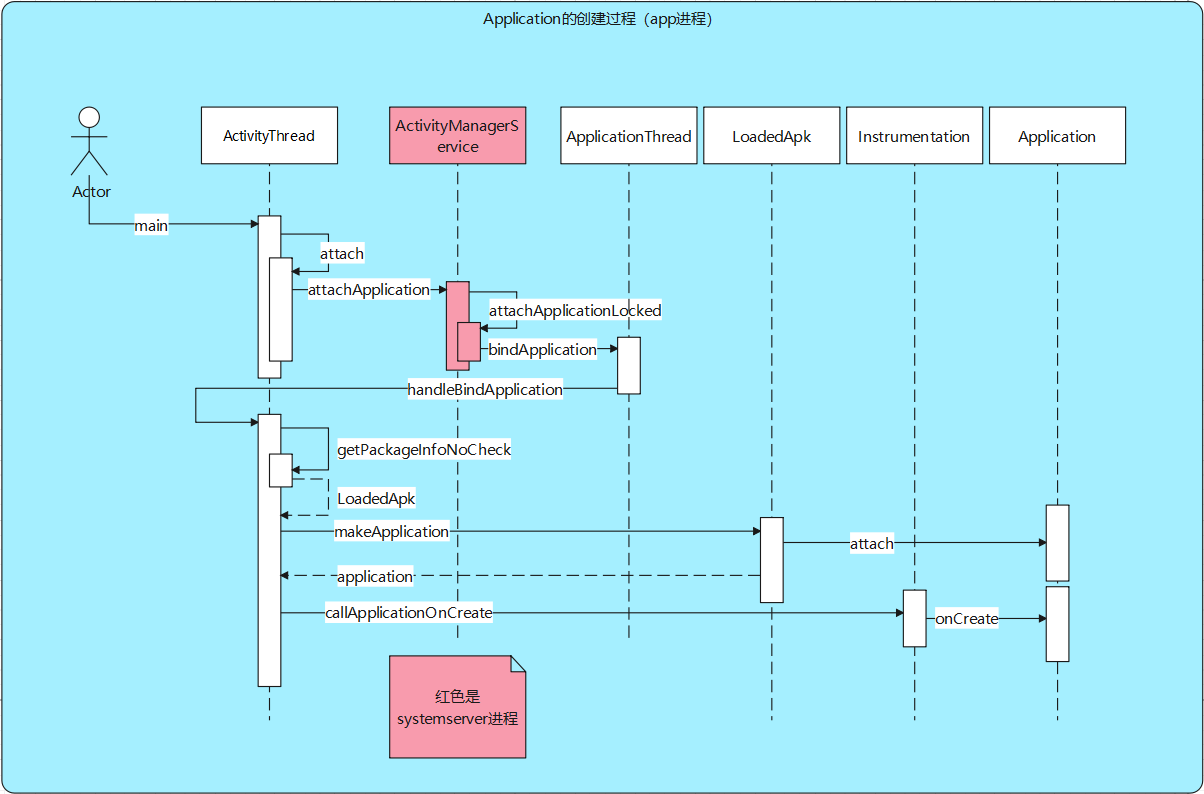 Application的创建过程（app进程）
ActivityThread
ActivityManagerS
ervice
ApplicationThread
LoadedApk
Instrumentation
Application
Actor
main
attach
attachApplication
attachApplicationLocked
bindApplication
handleBindApplication
getPackageInfoNoCheck
LoadedApk
makeApplication
attach
application
callApplicationOnCreate
onCreate
红色是
systemserver进程